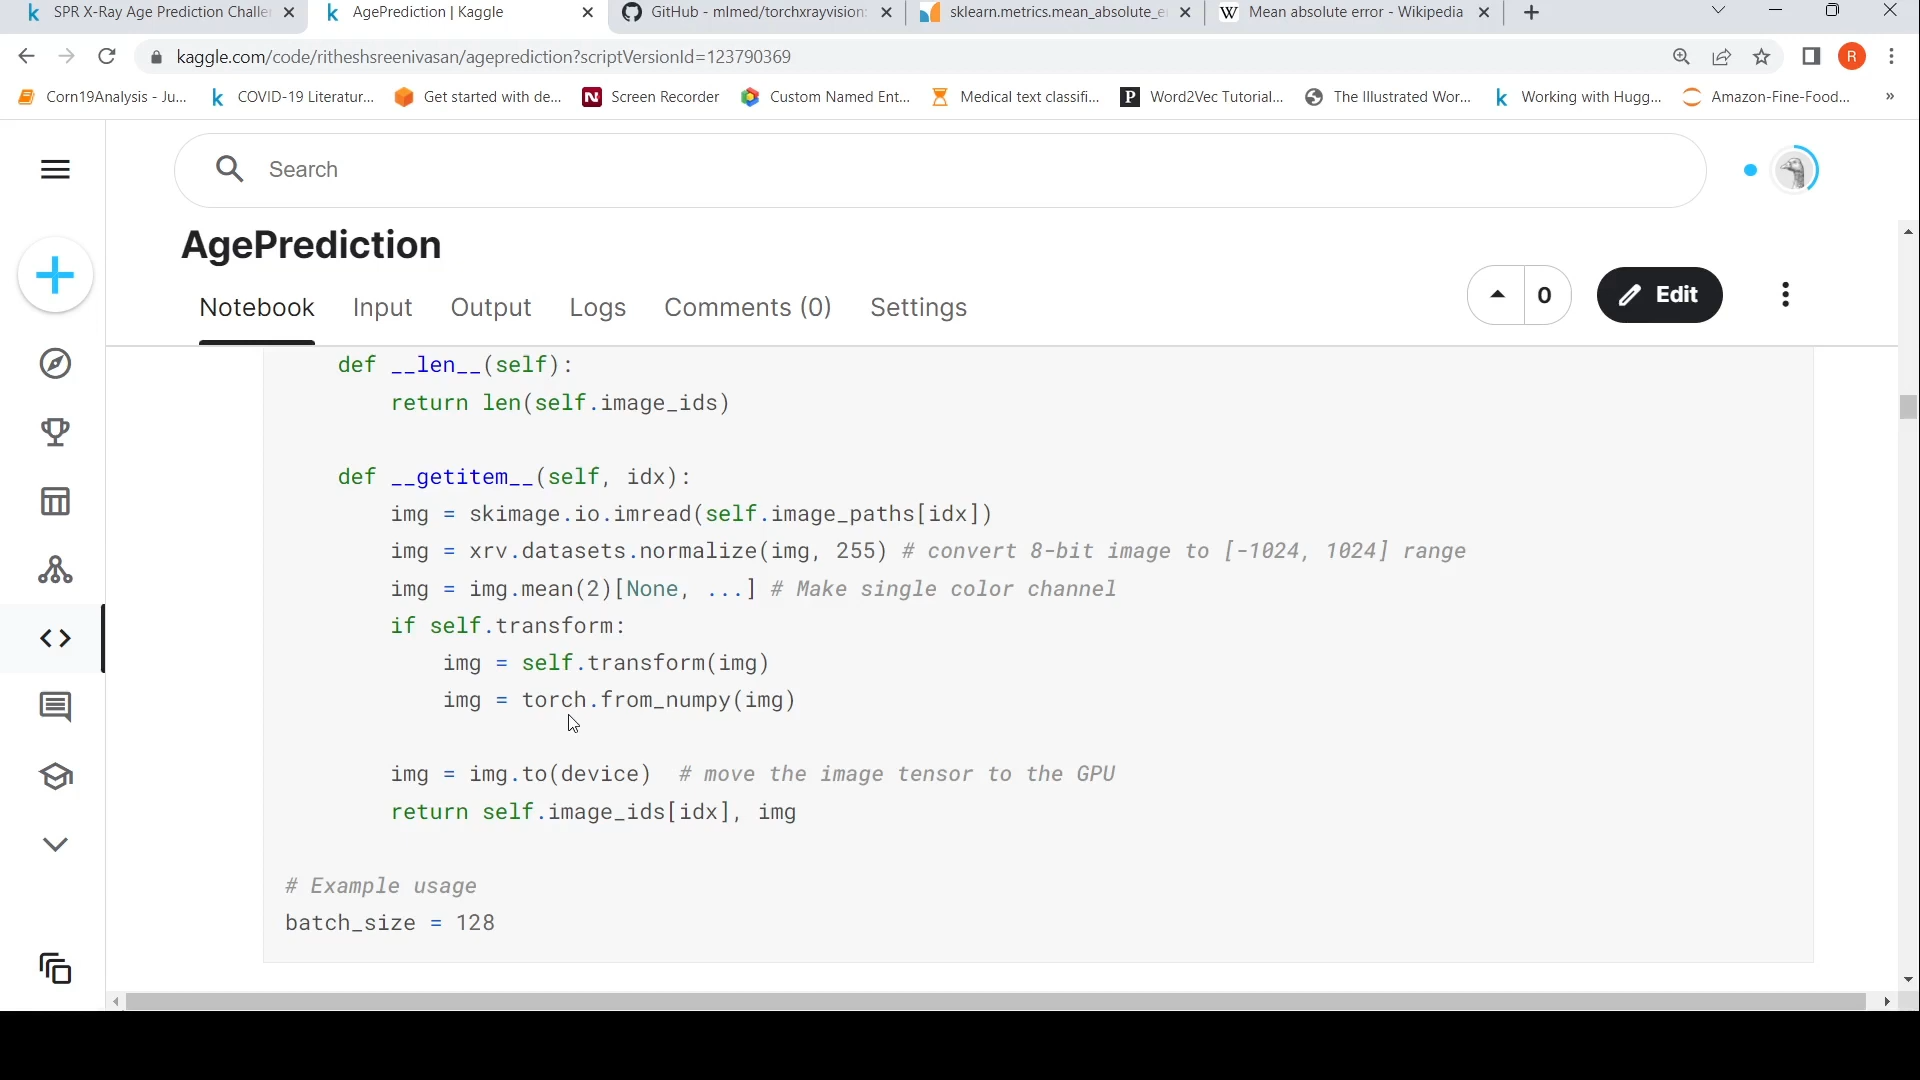 SPR X-Ray Age Prediction Challe
AgePrediction | Kaggle
GitHub - mlmed/torchxrayvision:
sklearn.metrics.mean_absolute_e
Mean absolute error - Wikipedia
kaggle.com/code/ritheshsreenivasan/ageprediction?scriptVersionId=123790369
R
Corn19Analysis - Ju...
COVID-19 Literatur...
Get started with de...
Screen Recorder
Custom Named Ent...
Medical text classifi...
Word2Vec Tutorial...
The Illustrated Wor...
Working with Hugg...
Amazon-Fine-Food...
»
Search
AgePrediction
Notebook
Input
Output
Logs
Comments (0)
Settings
0
Edit
def __len__(self):
return len(self.image_ids)
def __getitem__(self, idx):
img = skimage.io.imread(self.image_paths[idx])
img = xrv.datasets.normalize(img, 255) # convert 8-bit image to [-1024, 1024] range
img = img.mean(2)[None, ...] # Make single color channel
if self.transform:
img = self.transform(img)
img = torch.from_numpy(img)
img = img.to(device)  # move the image tensor to the GPU
return self.image_ids[idx], img
# Example usage
batch_size = 128